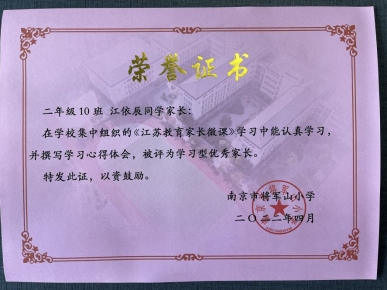 荣誉证书
二年级10班 江依辰同学家长：
在学校集中组织的《江苏教育家长微课》学习中能认真学习，
并撰写学习心得体会，被评为学习型优秀家长。
特发此证，以资鼓励。
南京市将军山小学
二〇二二年四月